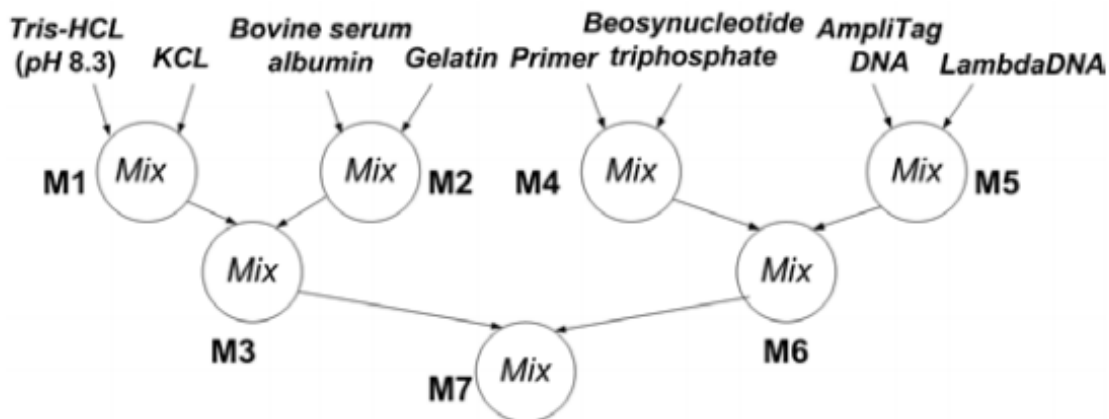 Tris-HCL
(pH 8.3)
KCL
Bovine serum
albumin
Gelatin
Primer
Beosynucleotide
triphosphate
AmpliTag
DNA
LambdaDNA
M1
Mix
Mix
M2
M4
Mix
Mix
M5
Mix
M3
Mix
M6
M7
Mix